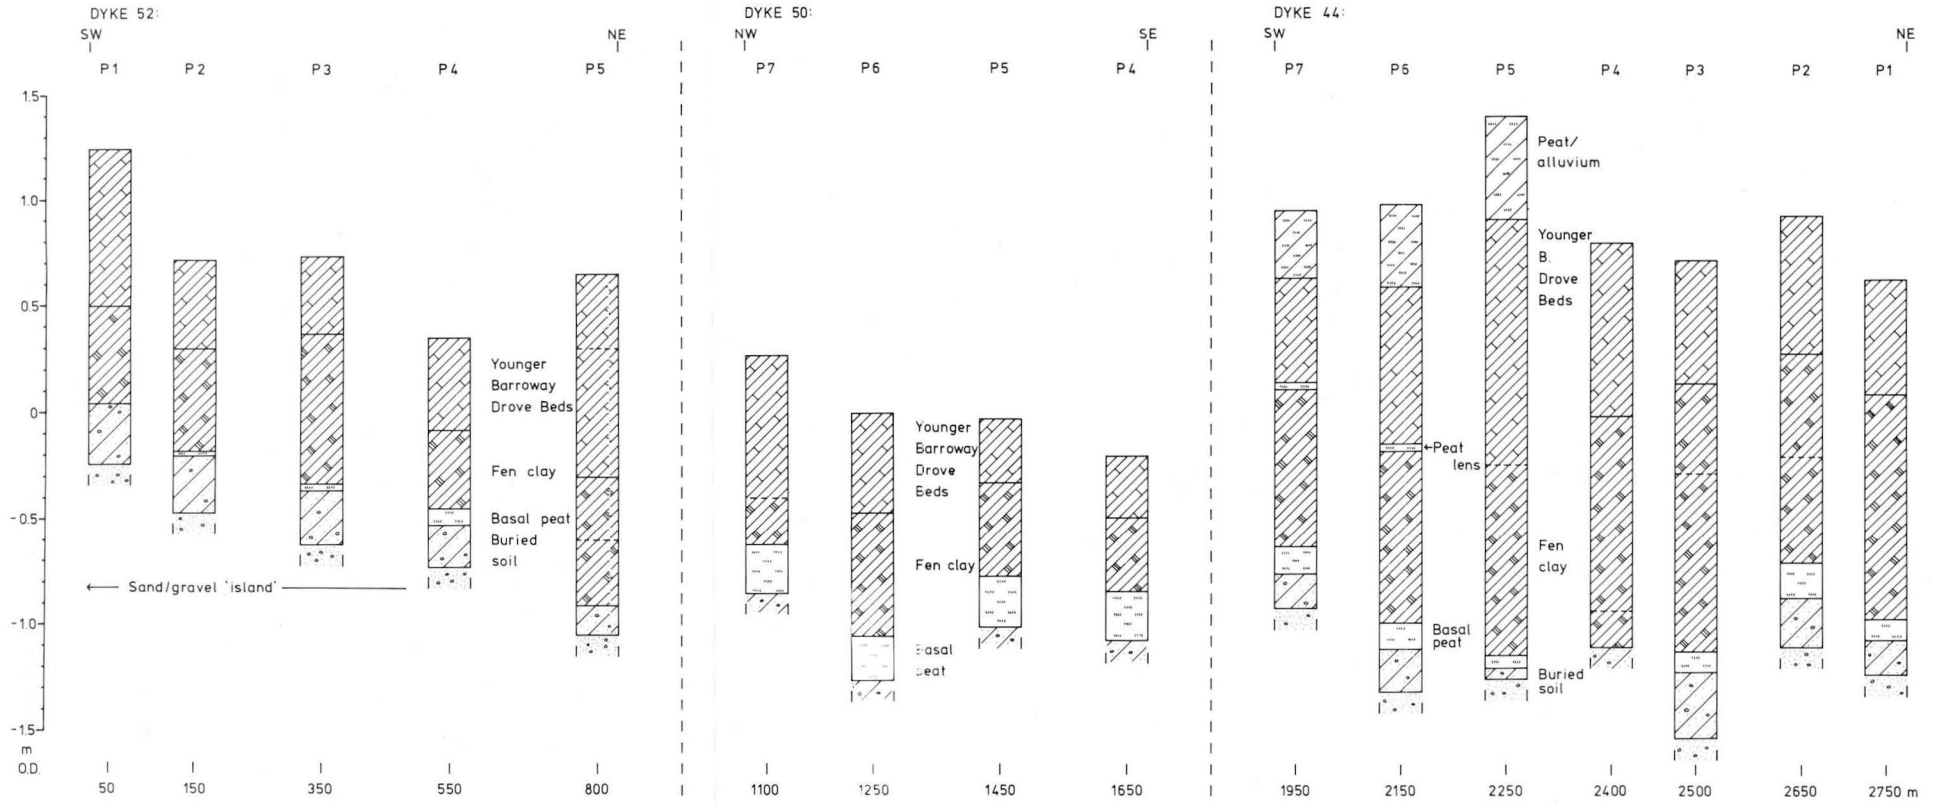 DYKE 52:
DYKE 50:
DYKE 44:
SW
NE
NW
SE
SW
NE
P1
P2
P3
P4
P5
P7
P6
P5
P4
P7
P6
P5
P4
P3
P2
P1
1.5
1.0
0.5
0
-0.5
-1.0
-1.5
m
O.D.
Younger
Barroway
Drove Beds
Fen clay
Basal peat
Buried
soil
← Sand/gravel 'island'
Younger
Barroway
Drove
Beds
Fen clay
Basal
peat
Peat/
alluvium
Younger
B.
Drove
Beds
←Peat
lens
Fen
clay
Basal
peat
Buried
soil
50
150
350
550
800
1100
1250
1450
1650
1950
2150
2250
2400
2500
2650
2750 m